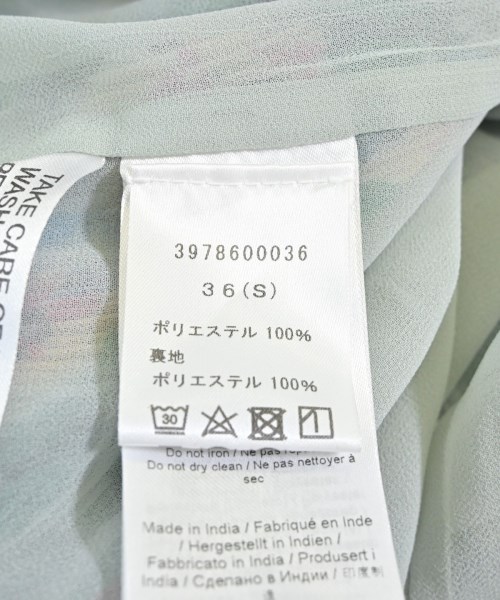 TAKE CARE OF
WASH
3978600036
36(S)
ポリエステル 100%
裏地
ポリエステル 100%
30
Do not iron / Ne pas
Do not dry clean / Ne pas nettoyer à
sec
Made in India / Fabriqué en Inde
/ Hergestellt in Indien /
Fabbricato in India / Produsert i
India / Сделано в Индии / 印度制